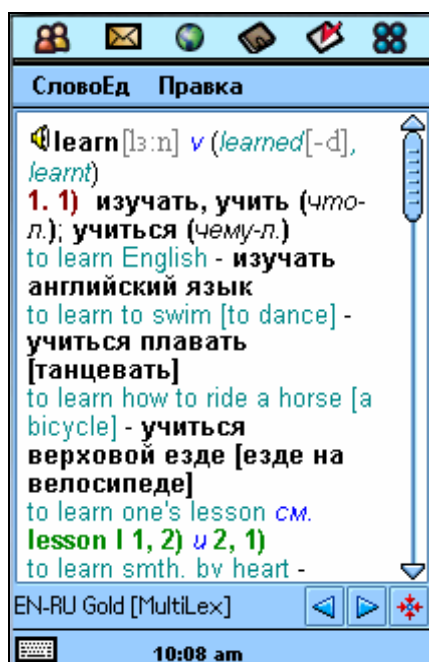 СловоЕд Правка
learn [lɜ:n] v (learned[-d],
learnt)
1. 1) изучать, учить (что-
л.); учиться (чему-л.)
to learn English - изучать
английский язык
to learn to swim [to dance] -
учиться плавать
[танцевать]
to learn how to ride a horse [a
bicycle] - учиться
верховой езде [езде на
велосипеде]
to learn one's lesson см.
lesson I 1, 2) и 2, 1)
to learn smth. by heart -
EN-RU Gold [MultiLex]
10:08 am